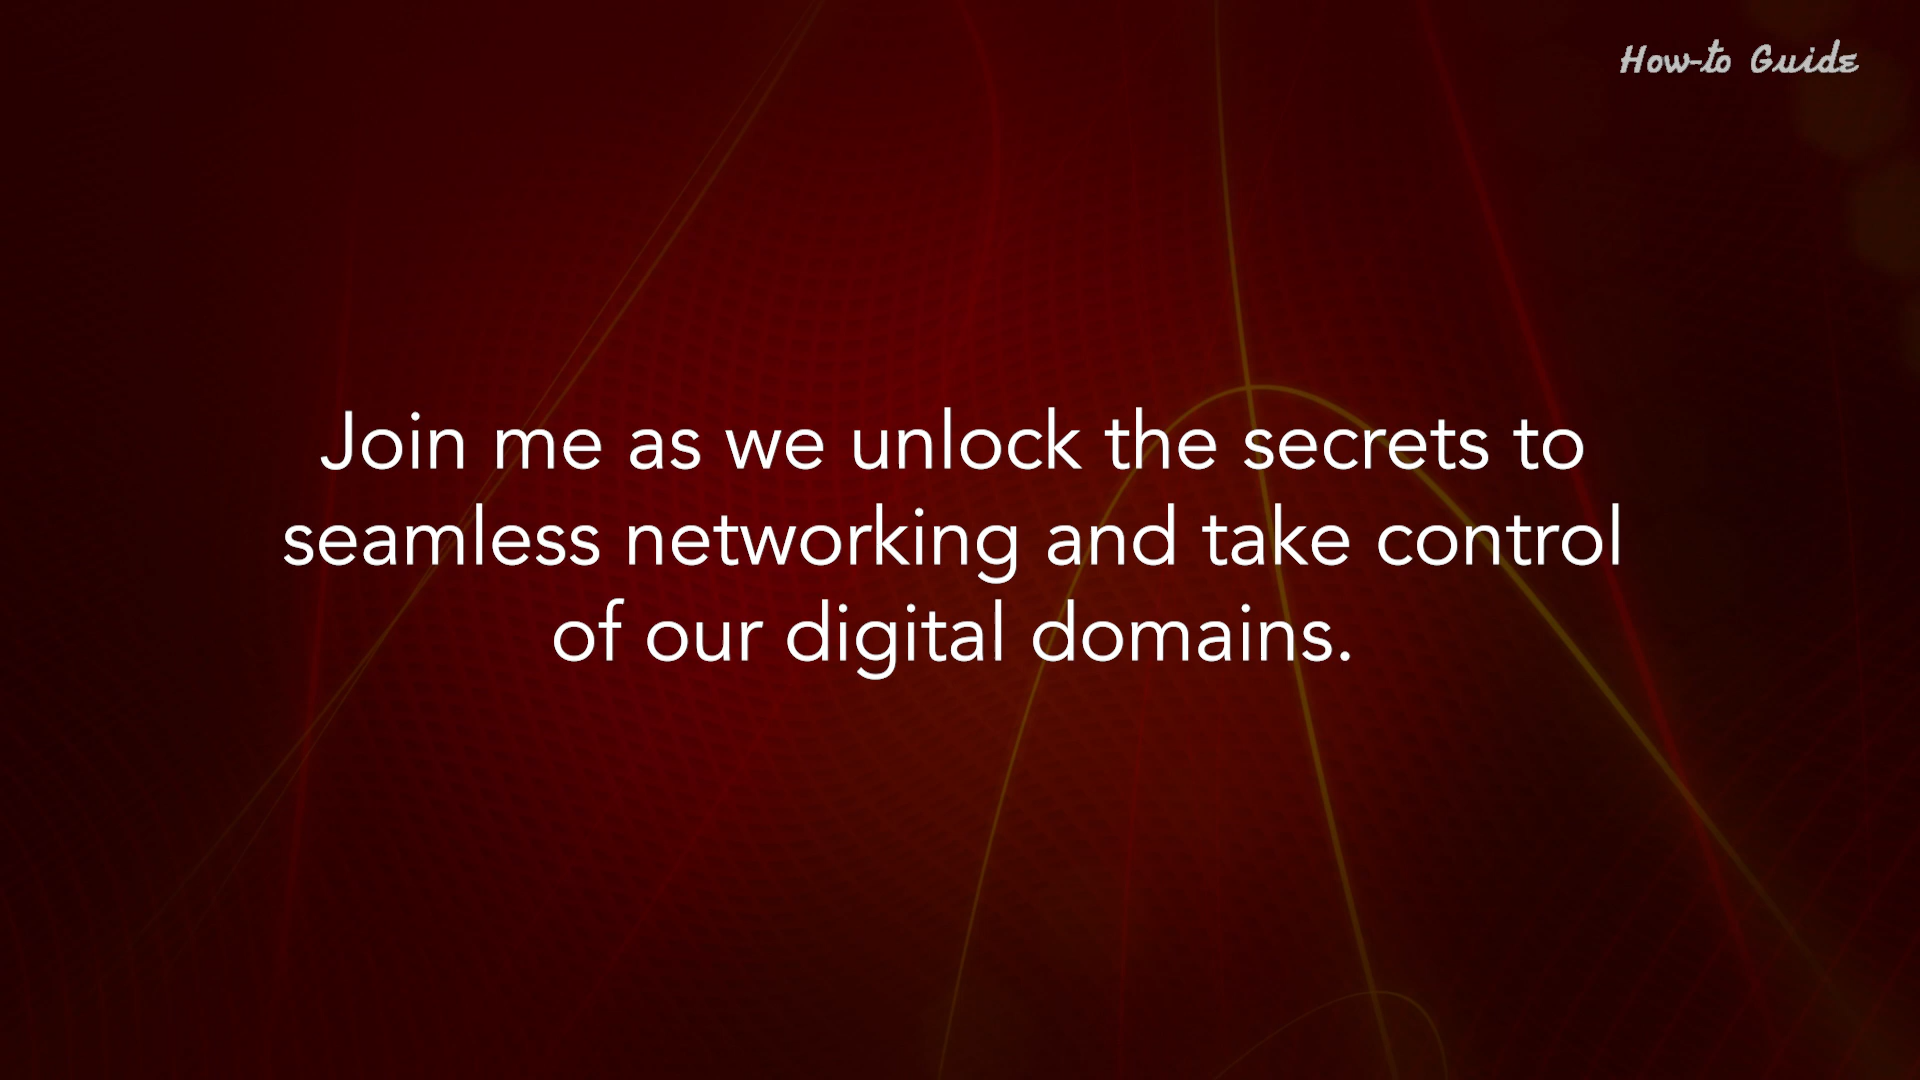 How-to Guide
Join me as we unlock the secrets to
seamless networking and take control
of our digital domains.